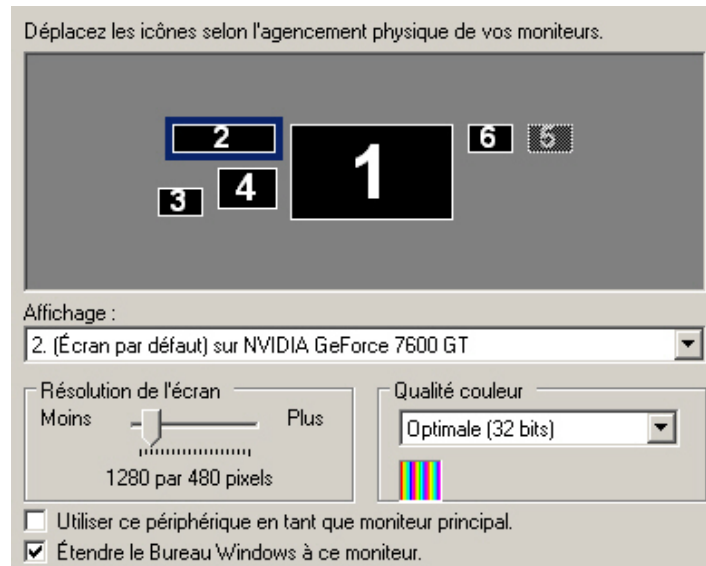 Déplacez les icônes selon l'agencement physique de vos moniteurs.
2
1
6
5
3
4
Affichage :
2. (Écran par défaut) sur NVIDIA GeForce 7600 GT
Résolution de l'écran
Moins
Plus
1280 par 480 pixels
Qualité couleur
Optimale (32 bits)
Utiliser ce périphérique en tant que moniteur principal.
Étendre le Bureau Windows à ce moniteur.